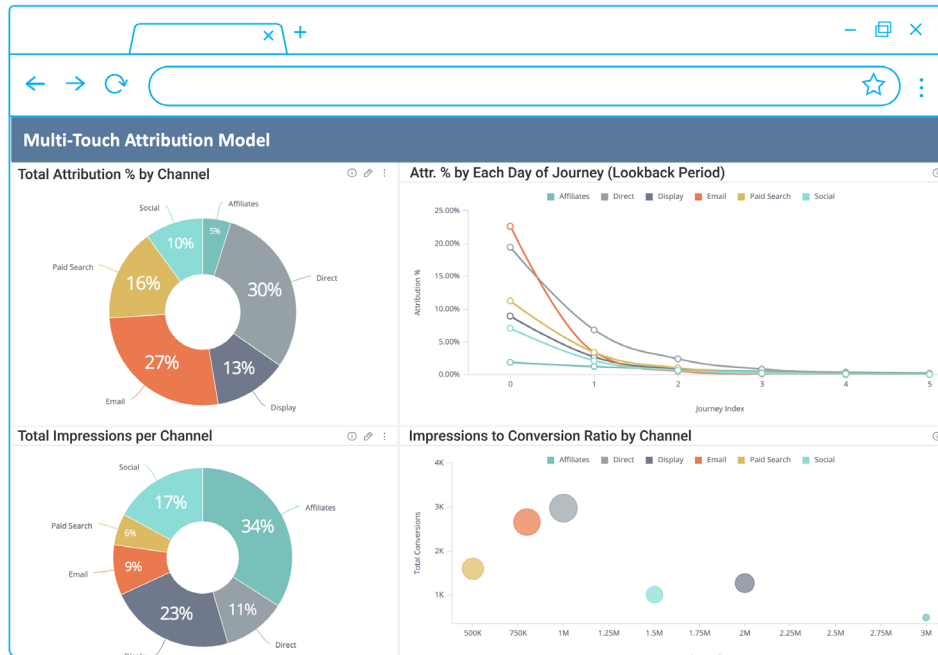 Multi-Touch Attribution Model
Total Attribution % by Channel
Social
Affiliates
5%
10%
Paid Search
16%
30%
Direct
27%
13%
Email
Display
Attr. % by Each Day of Journey (Lookback Period)
Affiliates Direct Display Email Paid Search Social
25.00%
20.00%
15.00%
10.00%
5.00%
0.00%
Attribution %
0 1 2 3 4 5
Journey Index
Total Impressions per Channel
Social
17%
Affiliates
34%
Paid Search
6%
Email
9%
11%
23%
Direct
Impressions to Conversion Ratio by Channel
Affiliates Direct Display Email Paid Search Social
4K
3K
2K
1K
Total Conversions
500K 750K 1M 1.25M 1.5M 1.75M 2M 2.25M 2.5M 2.75M 3M